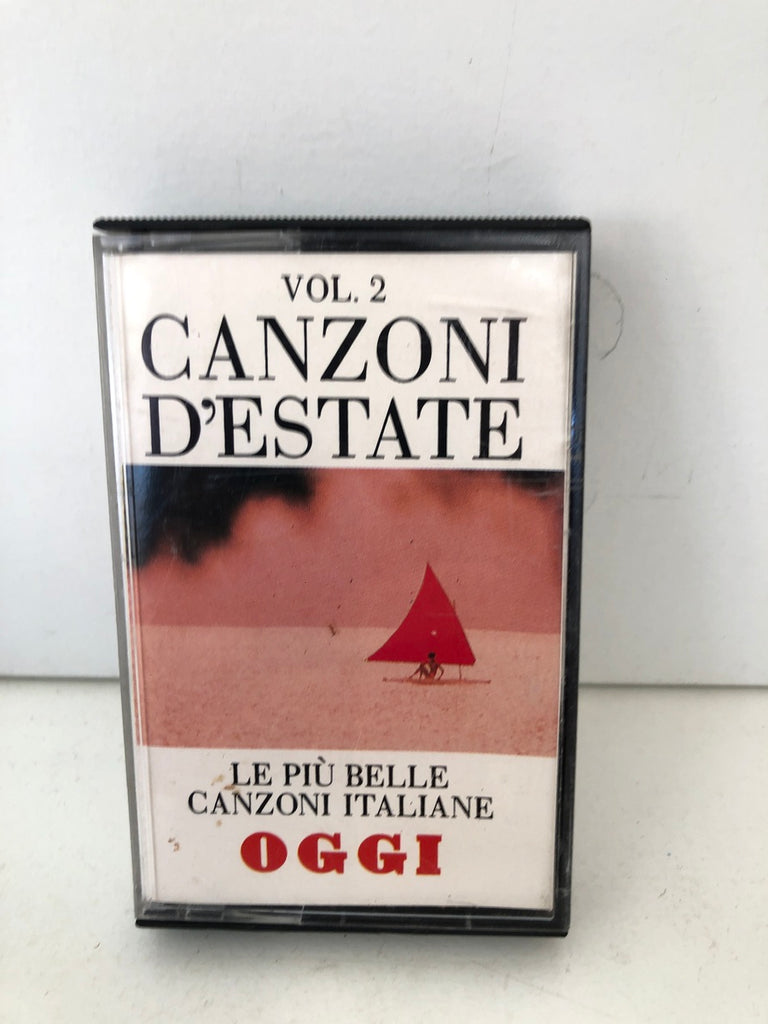 VOL. 2
CANZONI
D'ESTATE
LE PIÙ BELLE
CANZONI ITALIANE
OGGI